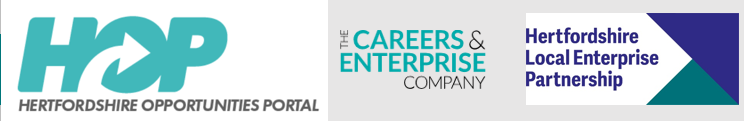 HOP
HERTFORDSHIRE OPPORTUNITIES PORTAL
THE
CAREERS &
ENTERPRISE
COMPANY
Hertfordshire
Local Enterprise
Partnership